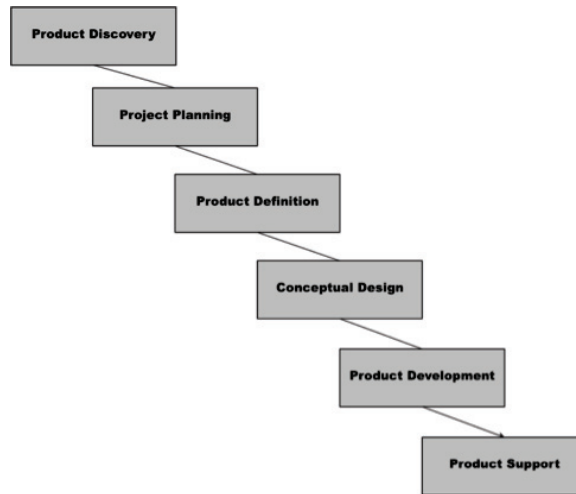 Product Discovery
Project Planning
Product Definition
Conceptual Design
Product Development
Product Support